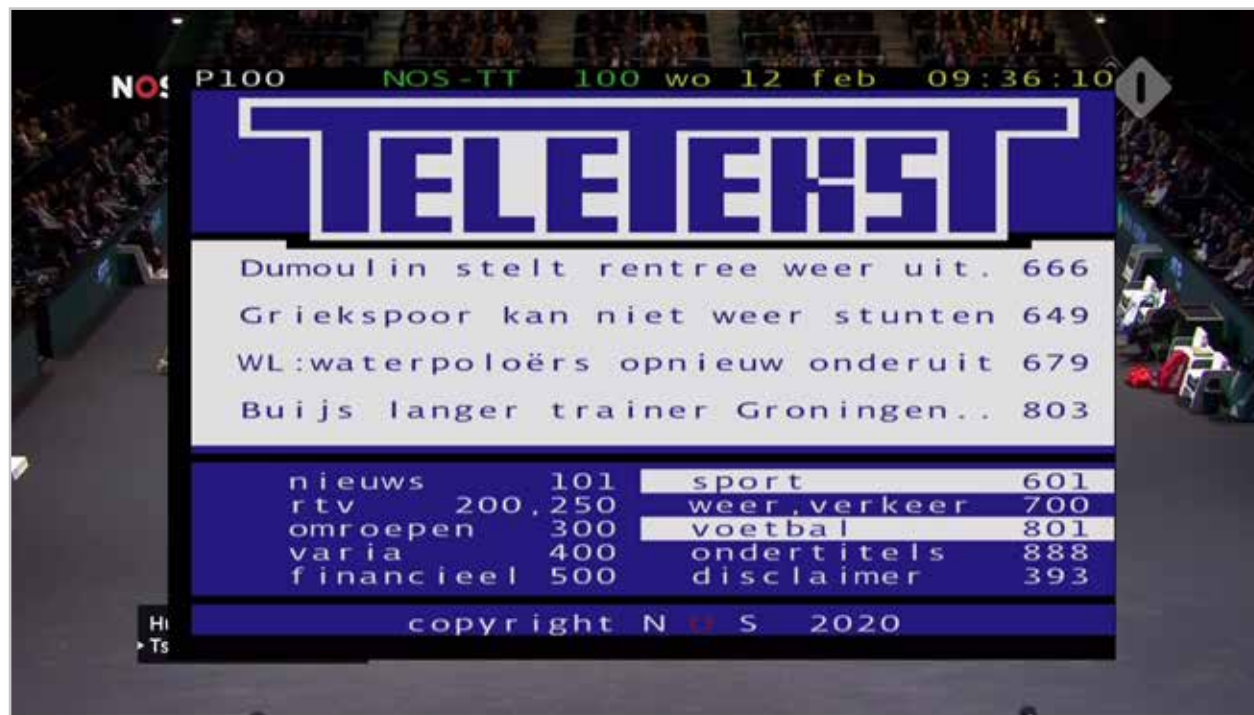 P100 NOS-TT 100 wo 12 feb 09:36:10
TELETEKST
Dumoulin stelt rentree weer uit. 666
Griekspoor kan niet weer stunten 649
WL:waterpoloërs opnieuw onderuit 679
Buijs langer trainer Groningen.. 803
nieuws 101 sport 601
rtv 200,250 weer,verkeer 700
omroepen 300 voetbal 801
varia 400 ondertitels 888
financieel 500 disclaimer 393
copyright N O S 2020
NOS
Hu
Ts